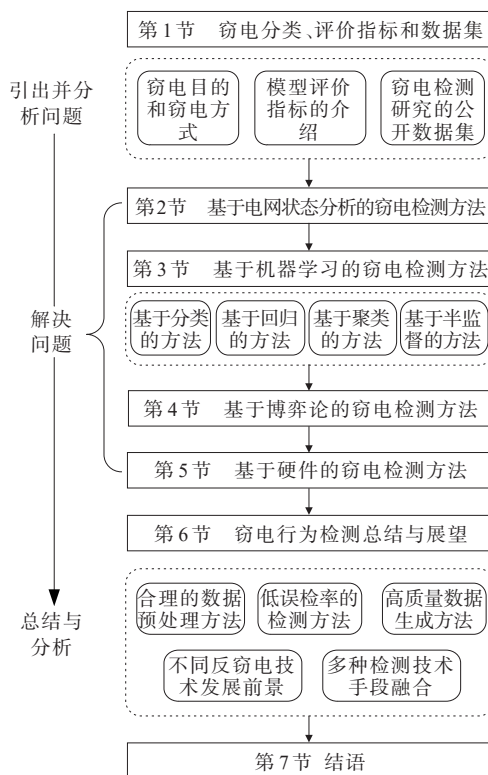 第1节 窃电分类、评价指标和数据集
引出并分
析问题
窃电目的
和窃电方
式
模型评价
指标的介
绍
窃电检测
研究的公
开数据集
第2节 基于电网状态分析的窃电检测方法
第3节 基于机器学习的窃电检测方法
解决
问题
基于分类
的方法
基于回归
的方法
基于聚类
的方法
基于半监
督的方法
第4节 基于博弈论的窃电检测方法
第5节 基于硬件的窃电检测方法
第6节 窃电行为检测总结与展望
总结与
分析
合理的数据
预处理方法
低误检率的
检测方法
高质量数据
生成方法
不同反窃电技
术发展前景
多种检测技术
手段融合
第7节 结语